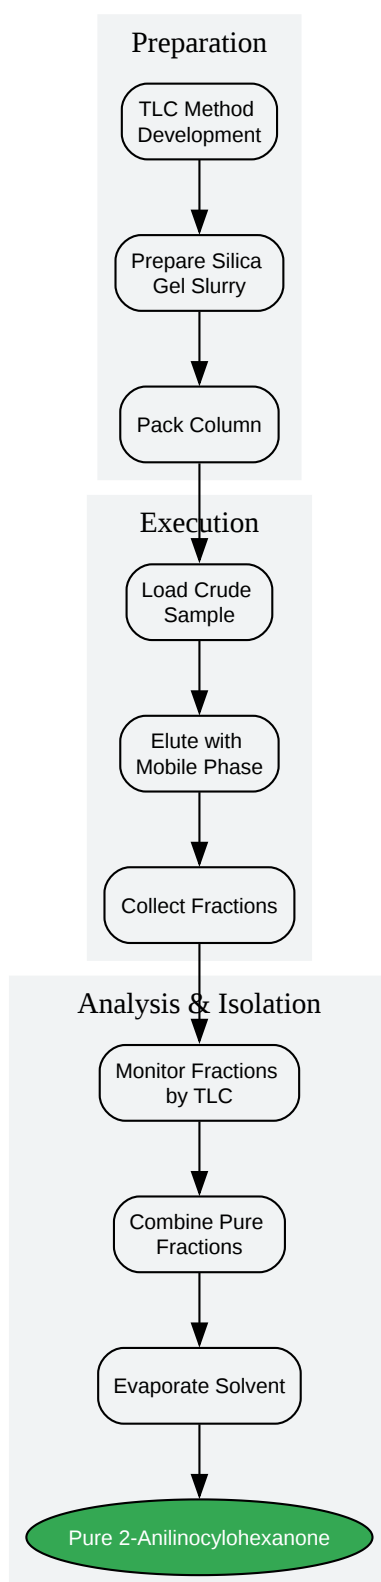 Preparation
TLC Method
Development
Prepare Silica
Gel Slurry
Pack Column
Execution
Load Crude
Sample
Elute with
Mobile Phase
Collect Fractions
Analysis & Isolation
Monitor Fractions
by TLC
Combine Pure
Fractions
Evaporate Solvent
Pure 2-Anilinocylohexanone